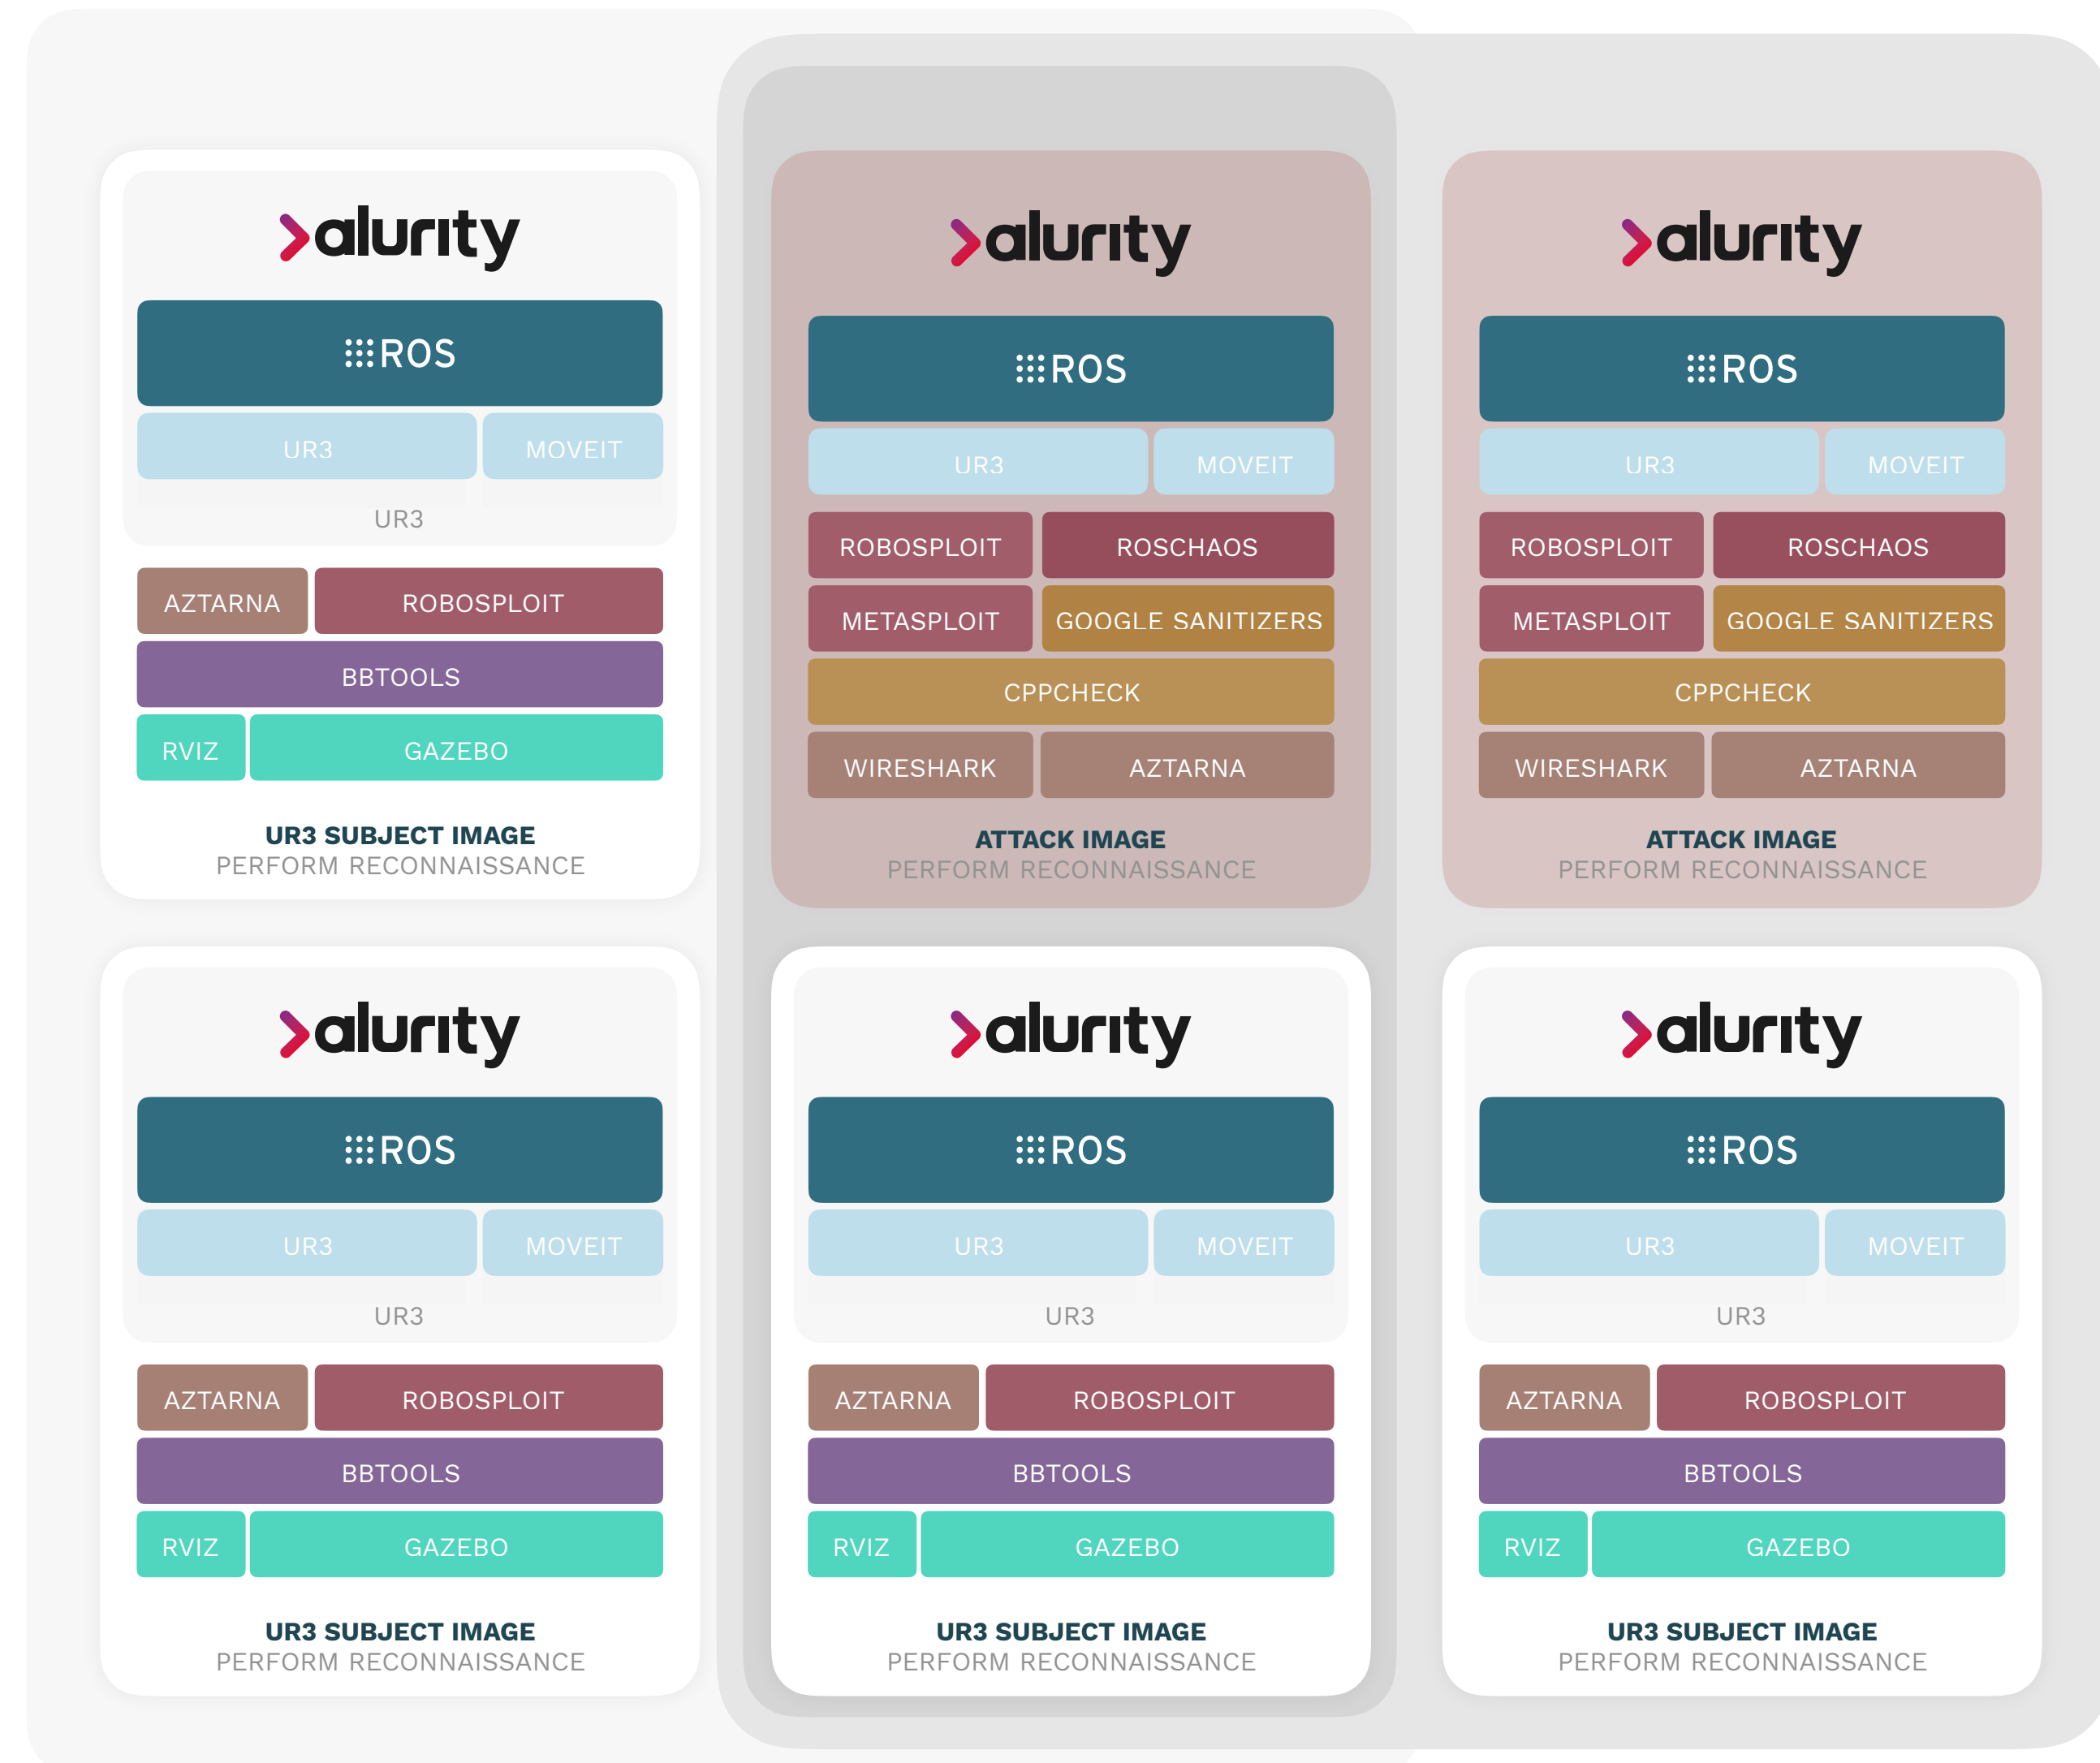 alurity
ROS
UR3 MOVEIT
UR3
AZTARNA ROBOSPLOIT
BBTOOLS
RVIZ GAZEBO
UR3 SUBJECT IMAGE
PERFORM RECONNAISSANCE
alurity
ROS
UR3 MOVEIT
ROBOSPLOIT ROSCHAOS
METASPLOIT GOOGLE SANITIZERS
CPPCHECK
WIRESHARK AZTARNA
ATTACK IMAGE
PERFORM RECONNAISSANCE
alurity
ROS
UR3 MOVEIT
ROBOSPLOIT ROSCHAOS
METASPLOIT GOOGLE SANITIZERS
CPPCHECK
WIRESHARK AZTARNA
ATTACK IMAGE
PERFORM RECONNAISSANCE
alurity
ROS
UR3 MOVEIT
UR3
AZTARNA ROBOSPLOIT
BBTOOLS
RVIZ GAZEBO
UR3 SUBJECT IMAGE
PERFORM RECONNAISSANCE
alurity
ROS
UR3 MOVEIT
UR3
AZTARNA ROBOSPLOIT
BBTOOLS
RVIZ GAZEBO
UR3 SUBJECT IMAGE
PERFORM RECONNAISSANCE
alurity
ROS
UR3 MOVEIT
UR3
AZTARNA ROBOSPLOIT
BBTOOLS
RVIZ GAZEBO
UR3 SUBJECT IMAGE
PERFORM RECONNAISSANCE